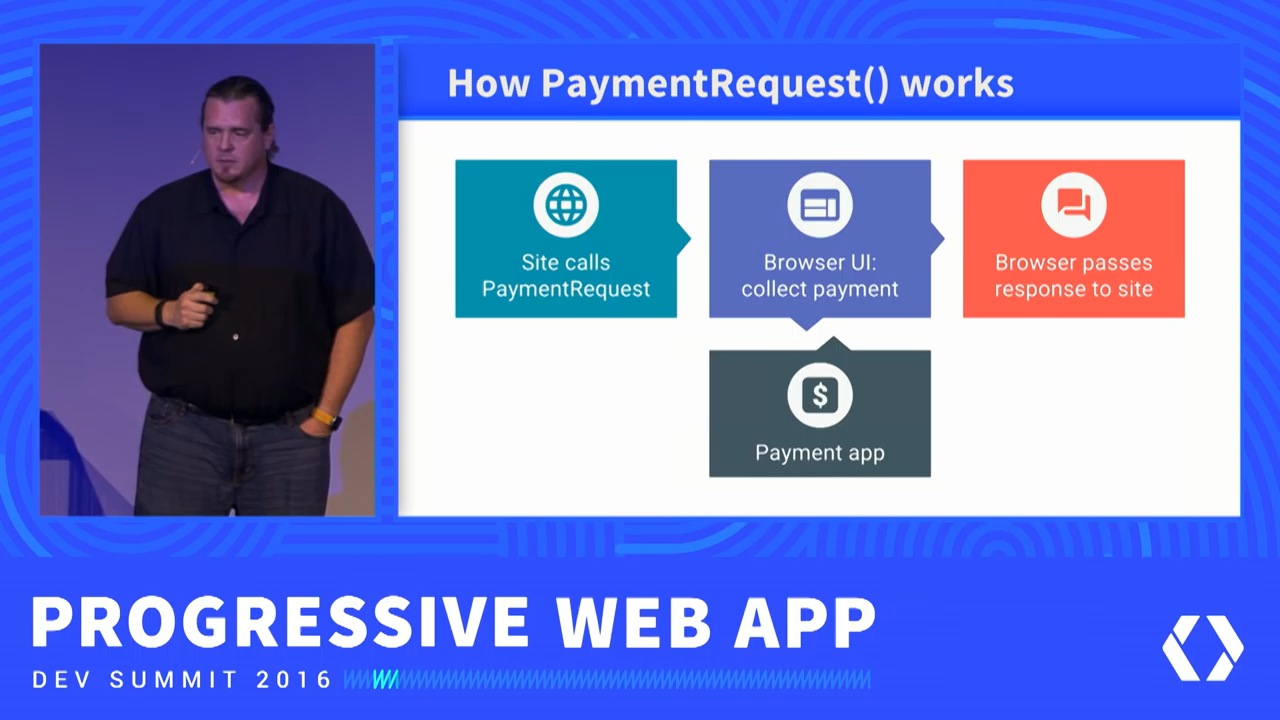 How PaymentRequest() works
Site calls
PaymentRequest
Browser UI:
collect payment
Browser passes
response to site
$
Payment app
PROGRESSIVE WEB APP
DEV SUMMIT 2016